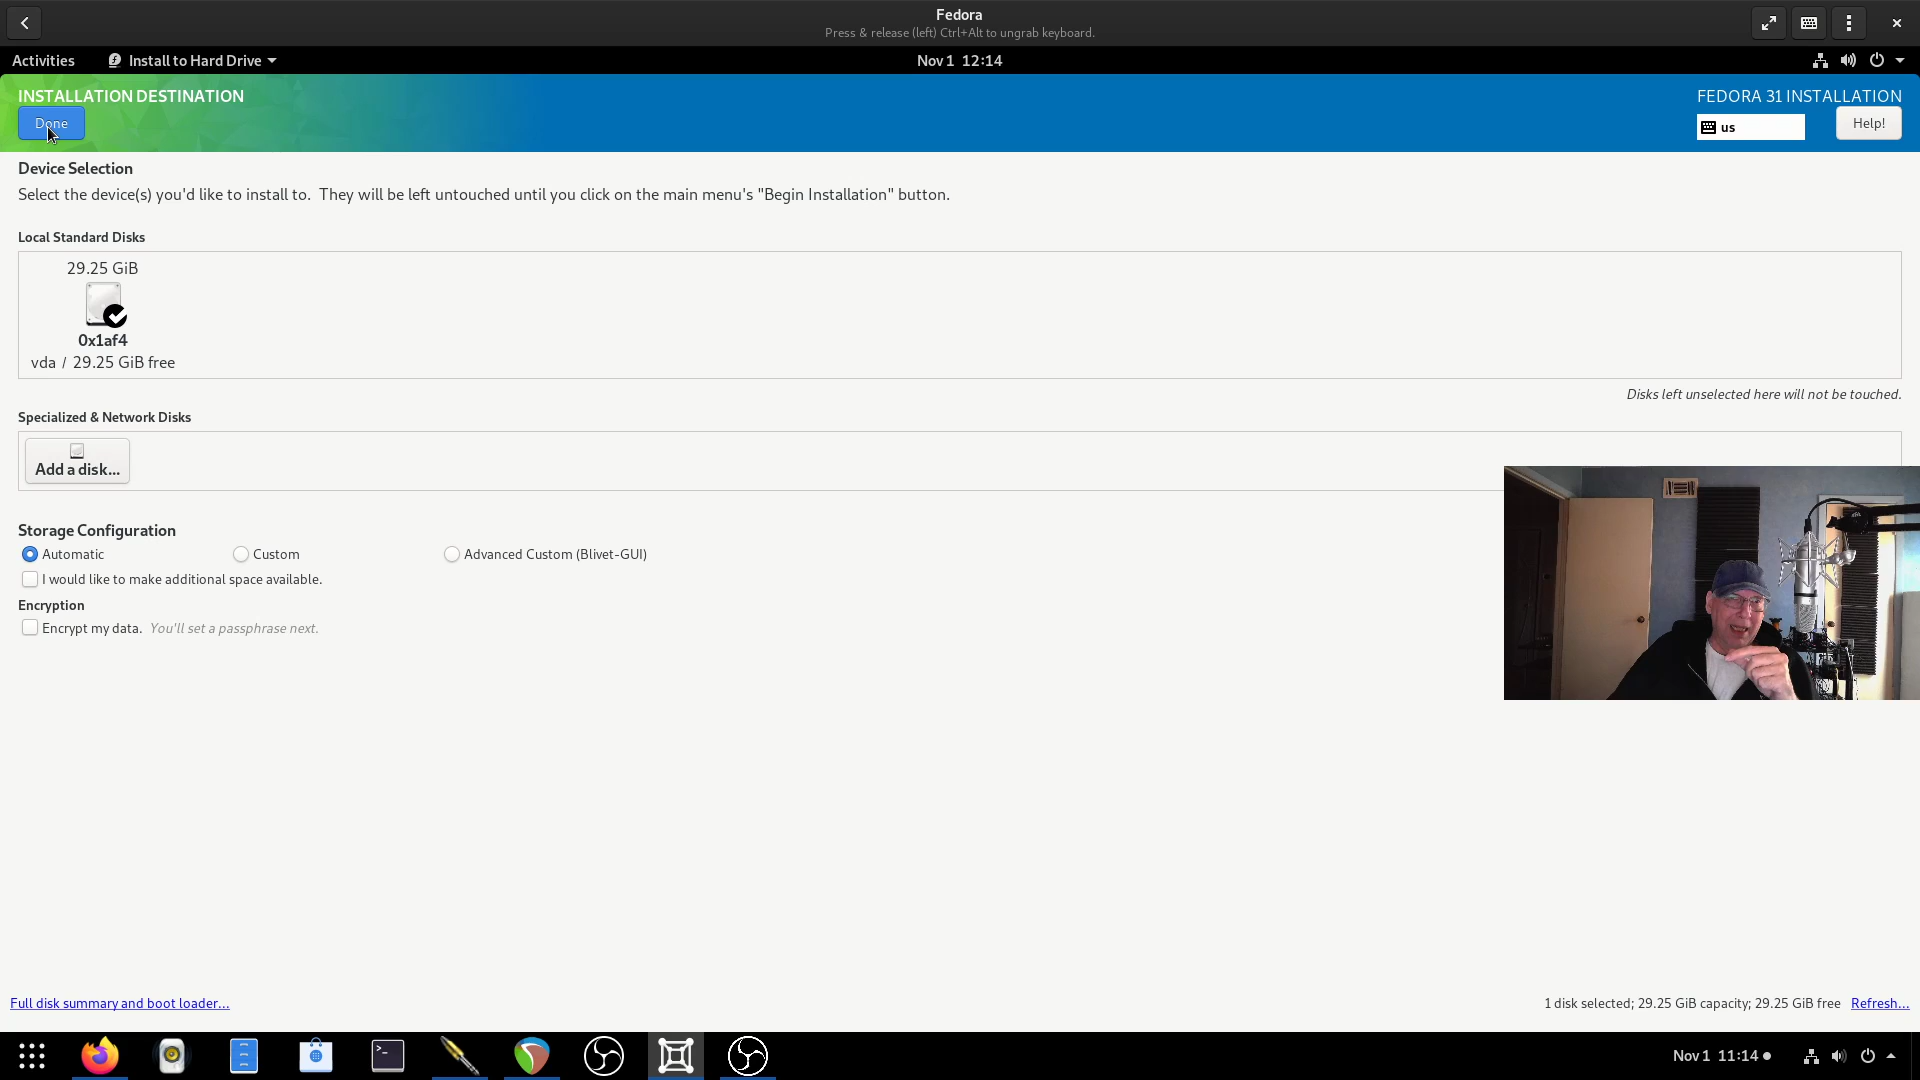 Fedora
Press & release (left) Ctrl+Alt to ungrab keyboard.
Activities
Install to Hard Drive
Nov 1 12:14
INSTALLATION DESTINATION
FEDORA 31 INSTALLATION
Done
us
Help!
Device Selection
Select the device(s) you'd like to install to. They will be left untouched until you click on the main menu's "Begin Installation" button.
Local Standard Disks
29.25 GiB
0x1af4
vda / 29.25 GiB free
Disks left unselected here will not be touched.
Specialized & Network Disks
Add a disk...
Storage Configuration
Automatic
Custom
Advanced Custom (Blivet-GUI)
I would like to make additional space available.
Encryption
Encrypt my data. You'll set a passphrase next.
Full disk summary and boot loader...
1 disk selected; 29.25 GiB capacity; 29.25 GiB free Refresh...
Nov 1 11:14